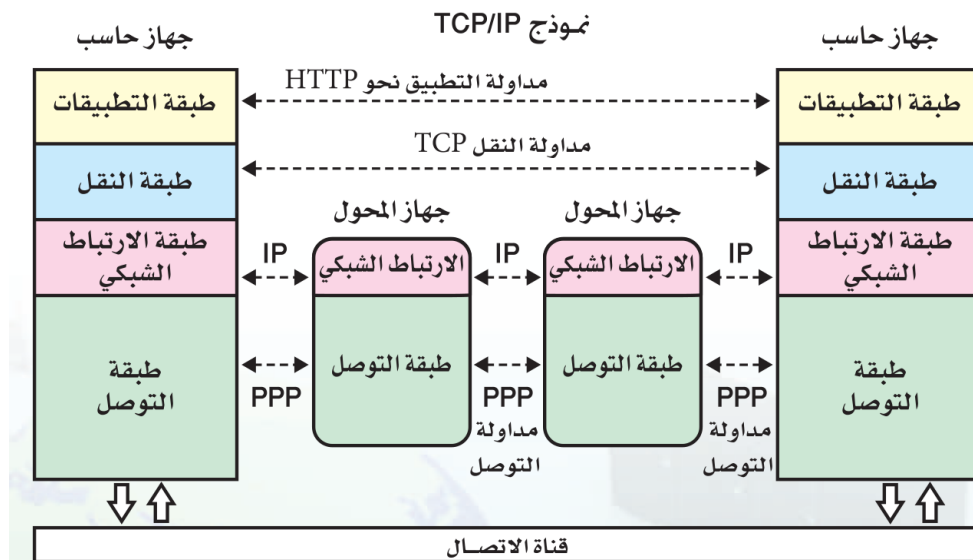 نموذج TCP/IP
جهاز حاسب
جهاز حاسب
طبقة التطبيقات
مداولة التطبيق نحو HTTP
طبقة التطبيقات
طبقة النقل
مداولة النقل TCP
طبقة النقل
جهاز المحول
جهاز المحول
طبقة الارتباط
الشبكي
IP
الارتباط الشبكي
IP
الارتباط الشبكي
IP
طبقة الارتباط
الشبكي
طبقة
التوصل
PPP
مداولة
التوصل
طبقة التوصل
PPP
مداولة
التوصل
طبقة التوصل
PPP
طبقة
التوصل
قناة الاتصـال